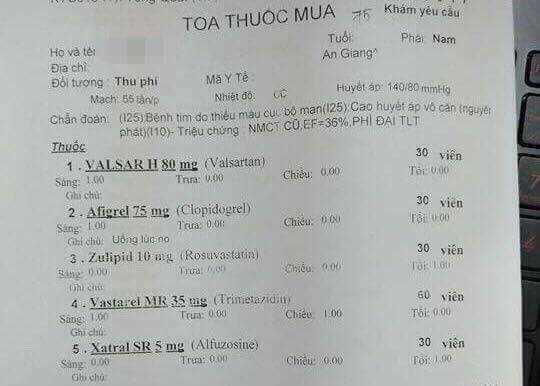 TOA THUỐC MUA
Khám yêu cầu
Họ và tên
Tuổi:
Phái: Nam
Địa chỉ:
An Giang^
Đối tượng : Thu phí
Mã Y Tế :
Mạch: 55 lần/p
Nhiệt độ: °C
Huyết áp: 140/80 mmHg
Chẩn đoán: (I25):Bệnh tim do thiếu máu cục bộ mạn(I25):Cao huyết áp vô căn (nguyên
phát)(I10)- Triệu chứng : NMCT CŨ,EF=36%,PHÌ ĐẠI TLT
Thuốc
1 . VALSAR H 80 mg (Valsartan) 30 viên
Sáng: 1.00 Trưa: 0.00 Chiều: 0.00 Tối: 0.00
Ghi chú:
2 . Afigrel 75 mg (Clopidogrel) 30 viên
Sáng: 1.00 Trưa: 0.00 Chiều: 0.00 Tối: 0.00
Ghi chú: Uống lúc no
3 . Zulipid 10 mg (Rosuvastatin) 30 viên
Sáng: 0.00 Trưa: 0.00 Chiều: 0.00 Tối: 1.00
Ghi chú:
4 . Vastarel MR 35 mg (Trimetazidin) 60 viên
Sáng: 1.00 Trưa: 0.00 Chiều: 1.00 Tối: 0.00
Ghi chú:
5 . Xatral SR 5 mg (Alfuzosine) 30 viên
Sáng: 0.00 Trưa: 0.00 Chiều: 0.00 Tối: 1.00
Ghi chú: